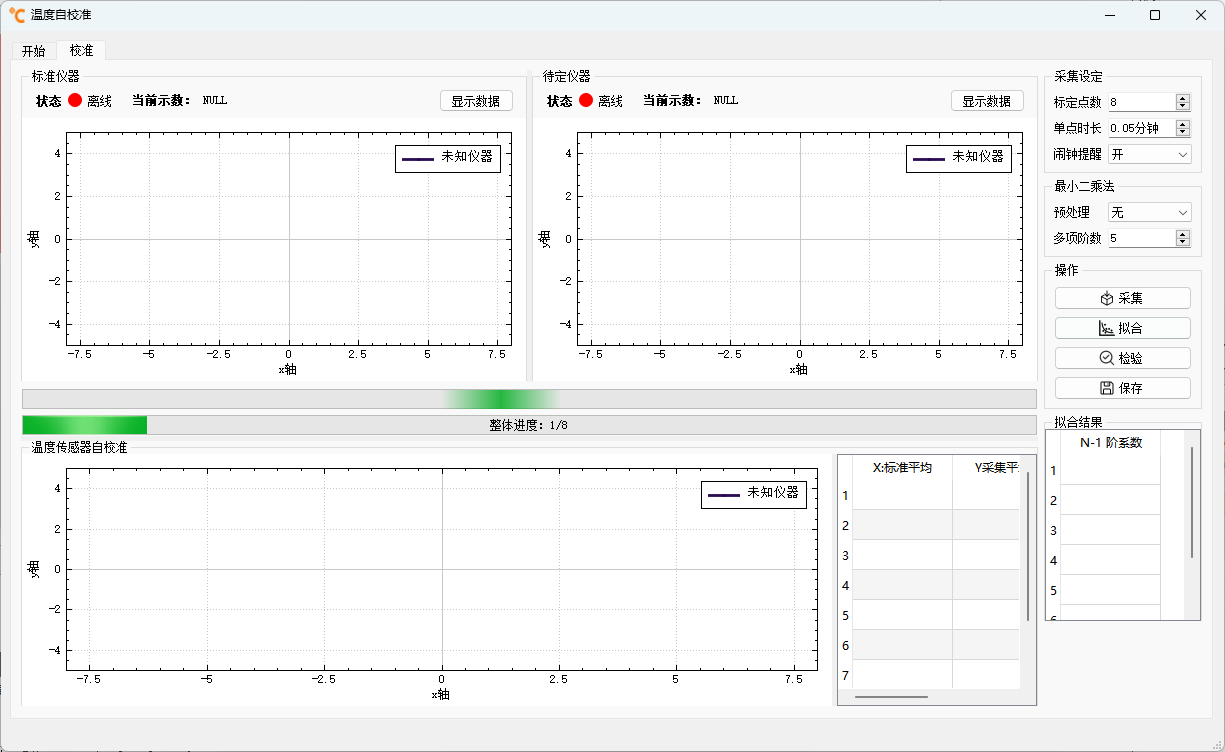 温度自校准
开始 校准
标准仪器
状态 离线 当前示数： NULL 显示数据
未知仪器
4
2
0
-2
-4
y轴
-7.5 -5 -2.5 0 2.5 5 7.5
x轴
待定仪器
状态 离线 当前示数： NULL 显示数据
未知仪器
4
2
0
-2
-4
y轴
-7.5 -5 -2.5 0 2.5 5 7.5
x轴
整体进度：1/8
温度传感器自校准
未知仪器
4
2
0
-2
-4
y轴
-7.5 -5 -2.5 0 2.5 5 7.5
x轴
X:标准平均 Y采集平
1
2
3
4
5
6
7
采集设定
标定点数 8
单点时长 0.05分钟
闹钟提醒 开
最小二乘法
预处理 无
多项阶数 5
操作
采集
拟合
检验
保存
拟合结果
N-1 阶系数
1
2
3
4
5
6